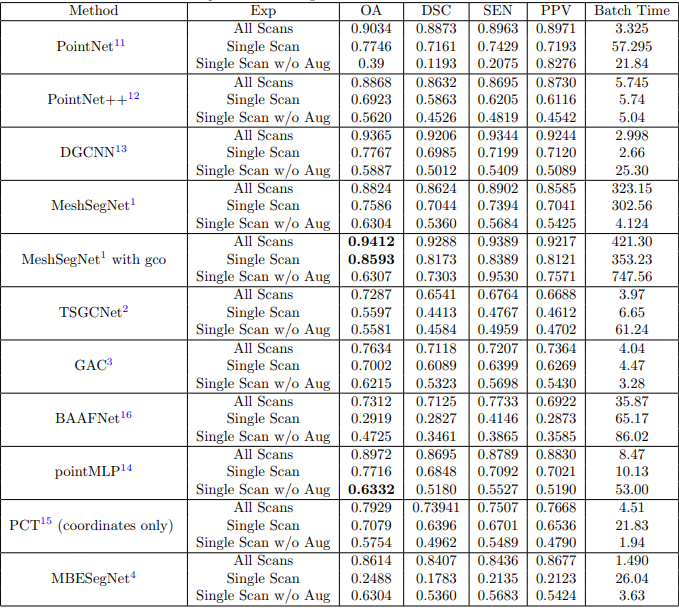 Method Exp OA DSC SEN PPV Batch Time
All Scans 0.9034 0.8873 0.8963 0.8971 3.325
PointNet11 Single Scan 0.7746 0.7161 0.7429 0.7193 57.295
Single Scan w/o Aug 0.39 0.1193 0.2075 0.8276 21.84
All Scans 0.8868 0.8632 0.8695 0.8730 5.745
PointNet++12 Single Scan 0.6923 0.5863 0.6205 0.6116 5.74
Single Scan w/o Aug 0.5620 0.4526 0.4819 0.4542 5.04
All Scans 0.9365 0.9206 0.9344 0.9244 2.998
DGCNN13 Single Scan 0.7767 0.6985 0.7199 0.7120 2.66
Single Scan w/o Aug 0.5887 0.5012 0.5409 0.5089 25.30
All Scans 0.8824 0.8624 0.8902 0.8585 323.15
MeshSegNet1 Single Scan 0.7586 0.7044 0.7394 0.7041 302.56
Single Scan w/o Aug 0.6304 0.5360 0.5684 0.5425 4.124
All Scans 0.9412 0.9288 0.9389 0.9217 421.30
MeshSegNet1 with gco Single Scan 0.8593 0.8173 0.8389 0.8121 353.23
Single Scan w/o Aug 0.6307 0.7303 0.9530 0.7571 747.56
All Scans 0.7287 0.6541 0.6764 0.6688 3.97
TSGCNet2 Single Scan 0.5597 0.4413 0.4767 0.4612 6.65
Single Scan w/o Aug 0.5581 0.4584 0.4959 0.4702 61.24
All Scans 0.7634 0.7118 0.7207 0.7364 4.04
GAC3 Single Scan 0.7002 0.6089 0.6399 0.6269 4.47
Single Scan w/o Aug 0.6215 0.5323 0.5698 0.5430 3.28
All Scans 0.7312 0.7125 0.7733 0.6922 35.87
BAAFNet16 Single Scan 0.2919 0.2827 0.4146 0.2873 65.17
Single Scan w/o Aug 0.4725 0.3461 0.3865 0.3585 86.02
All Scans 0.8972 0.8695 0.8789 0.8830 8.47
pointMLP14 Single Scan 0.7716 0.6848 0.7092 0.7021 10.13
Single Scan w/o Aug 0.6332 0.5180 0.5527 0.5190 53.00
All Scans 0.7929 0.73941 0.7507 0.7668 4.51
PCT15 (coordinates only) Single Scan 0.7079 0.6396 0.6701 0.6536 21.83
Single Scan w/o Aug 0.5754 0.4962 0.5489 0.4790 1.94
All Scans 0.8614 0.8407 0.8436 0.8677 1.490
MBESegNet4 Single Scan 0.2488 0.1783 0.2135 0.2123 26.04
Single Scan w/o Aug 0.6304 0.5360 0.5683 0.5424 3.63